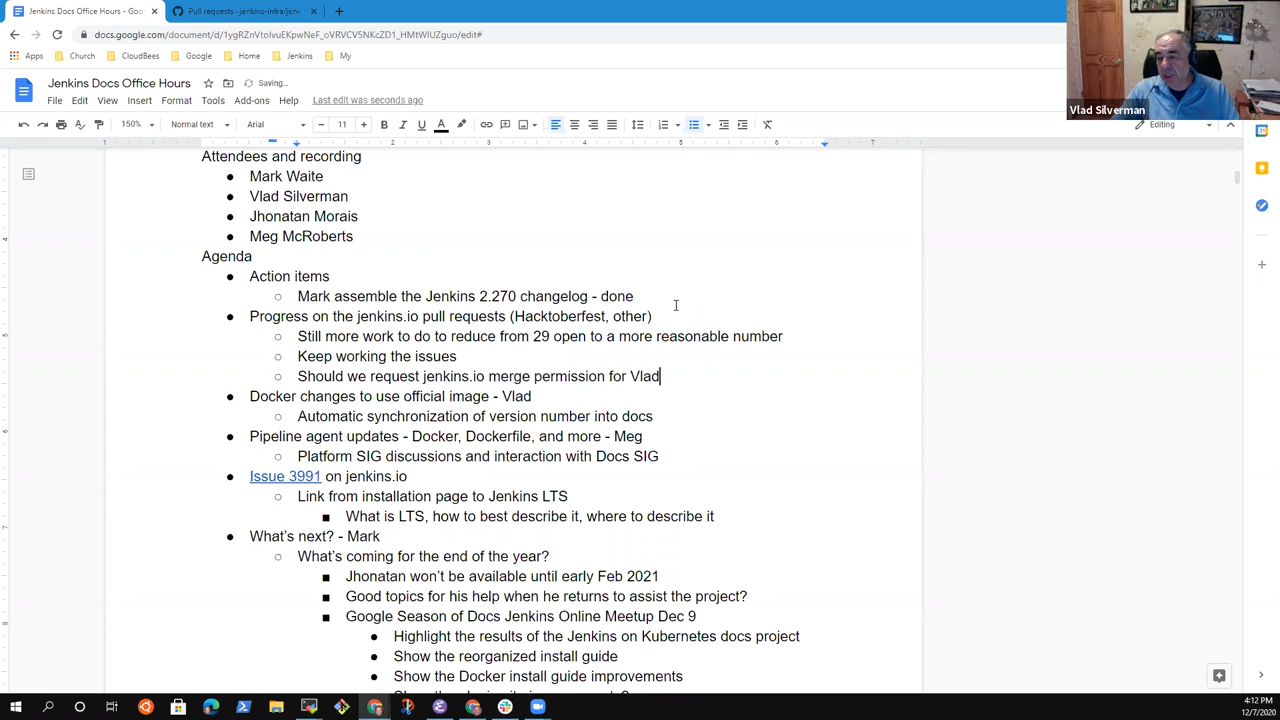 Jenkins Docs Office Hours - Goo
Pull requests · jenkins-infra/jen
docs.google.com/document/d/1ygRZnVtoIvuEKpwNeF_oVRVCV5NKcZD1_HMtWIUZguo/edit#
Apps
Church
CloudBees
Google
Home
Jenkins
My
Jenkins Docs Office Hours
Saving...
File Edit View Insert Format Tools Add-ons Help Last edit was seconds ago
Vlad Silverman
150% Normal text Arial 11 Editing
1 2 3 4 5 6 7
Attendees and recording
● Mark Waite
● Vlad Silverman
● Jhonatan Morais
● Meg McRoberts
Agenda
● Action items
○ Mark assemble the Jenkins 2.270 changelog - done
● Progress on the jenkins.io pull requests (Hacktoberfest, other)
○ Still more work to do to reduce from 29 open to a more reasonable number
○ Keep working the issues
○ Should we request jenkins.io merge permission for Vlad
● Docker changes to use official image - Vlad
○ Automatic synchronization of version number into docs
● Pipeline agent updates - Docker, Dockerfile, and more - Meg
○ Platform SIG discussions and interaction with Docs SIG
● Issue 3991 on jenkins.io
○ Link from installation page to Jenkins LTS
■ What is LTS, how to best describe it, where to describe it
● What's next? - Mark
○ What's coming for the end of the year?
■ Jhonatan won't be available until early Feb 2021
■ Good topics for his help when he returns to assist the project?
■ Google Season of Docs Jenkins Online Meetup Dec 9
● Highlight the results of the Jenkins on Kubernetes docs project
● Show the reorganized install guide
● Show the Docker install guide improvements
4:12 PM
12/7/2020